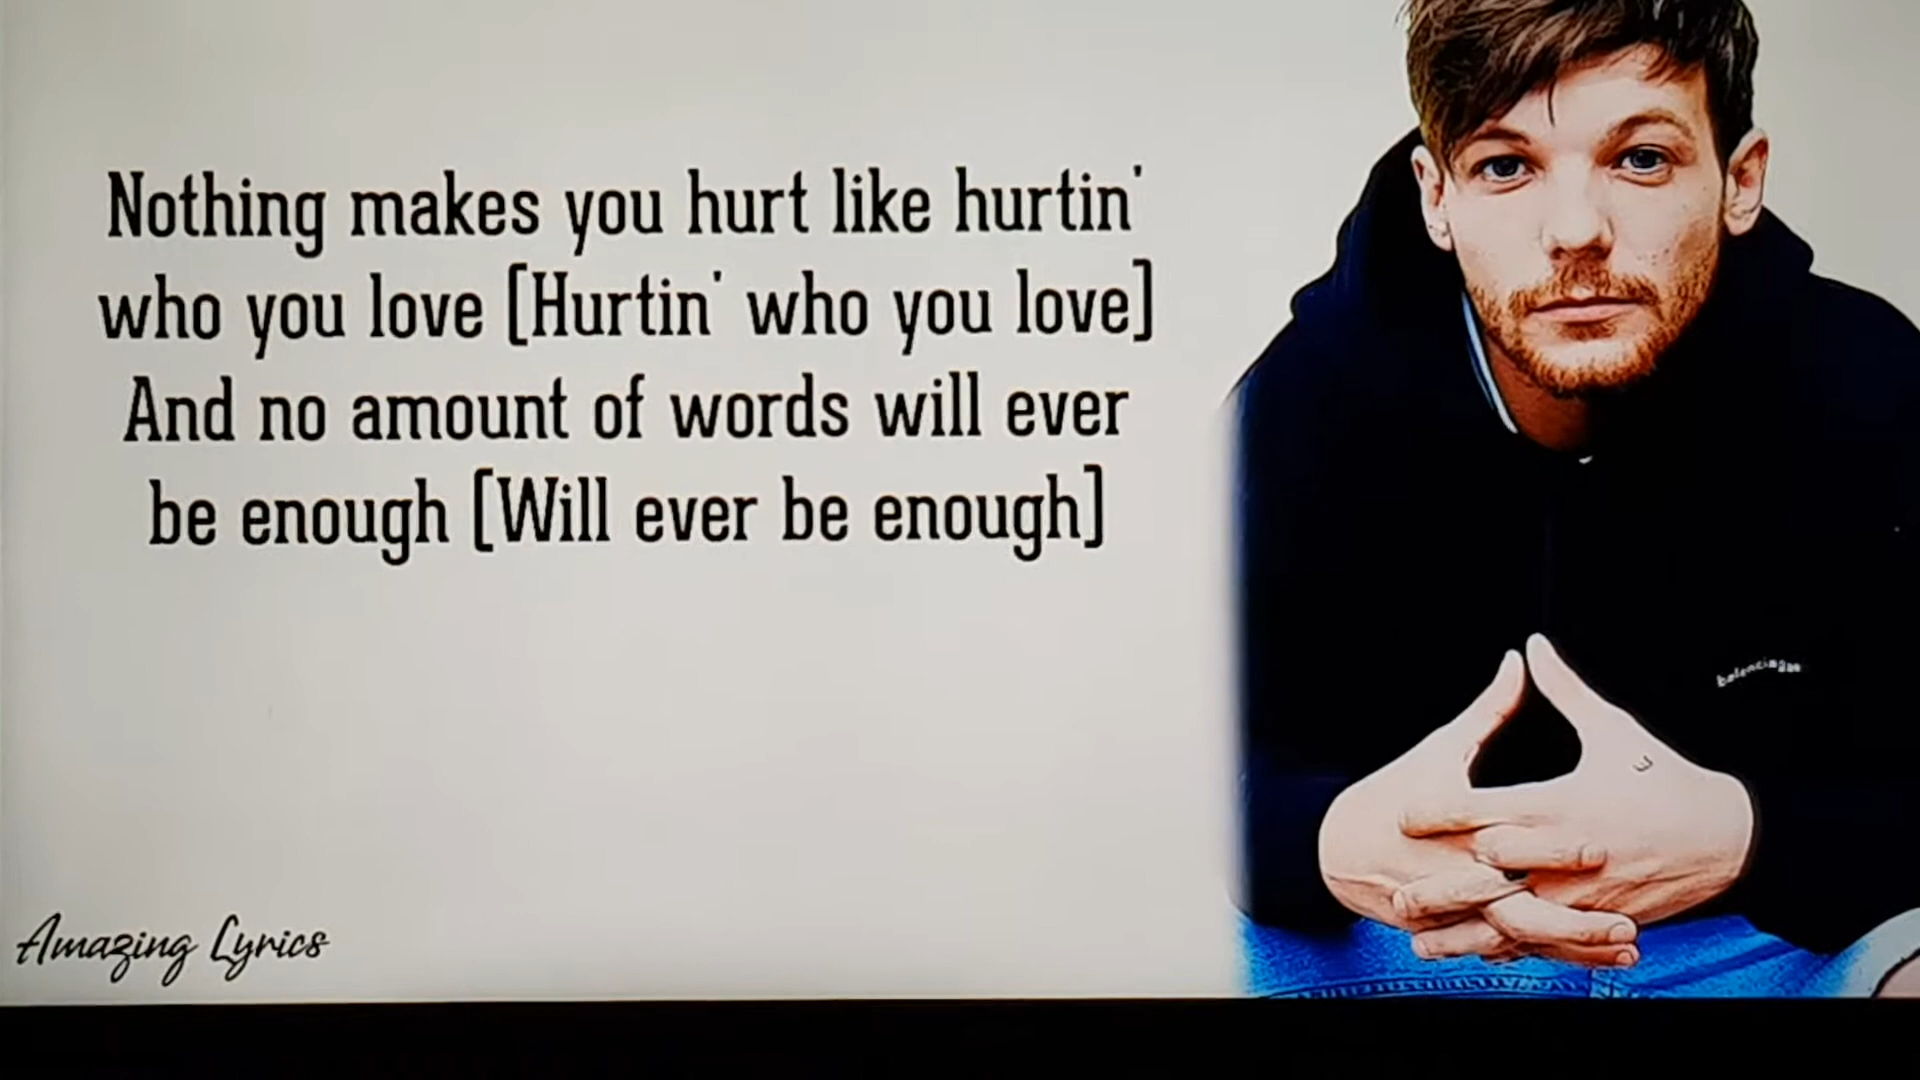 Nothing makes you hurt like hurtin'
who you love [Hurtin' who you love]
And no amount of words will ever
be enough [Will ever be enough]
balenciaga
Amazing Lyrics